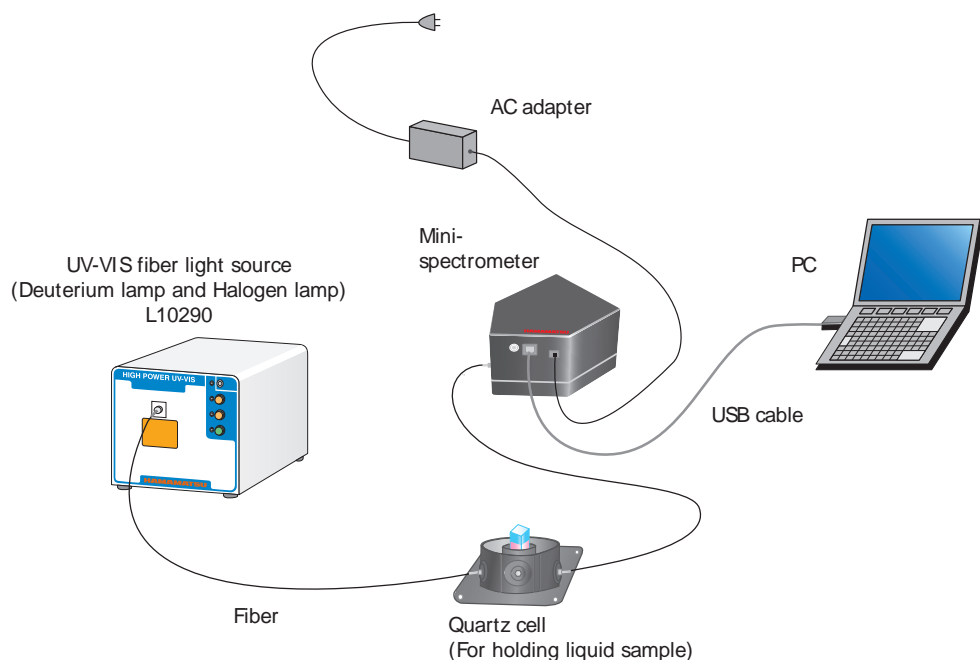 AC adapter
Mini-
spectrometer
PC
UV-VIS fiber light source
(Deuterium lamp and Halogen lamp)
L10290
HIGH POWER UV-VIS
HAMAMATSU
USB cable
Fiber
Quartz cell
(For holding liquid sample)